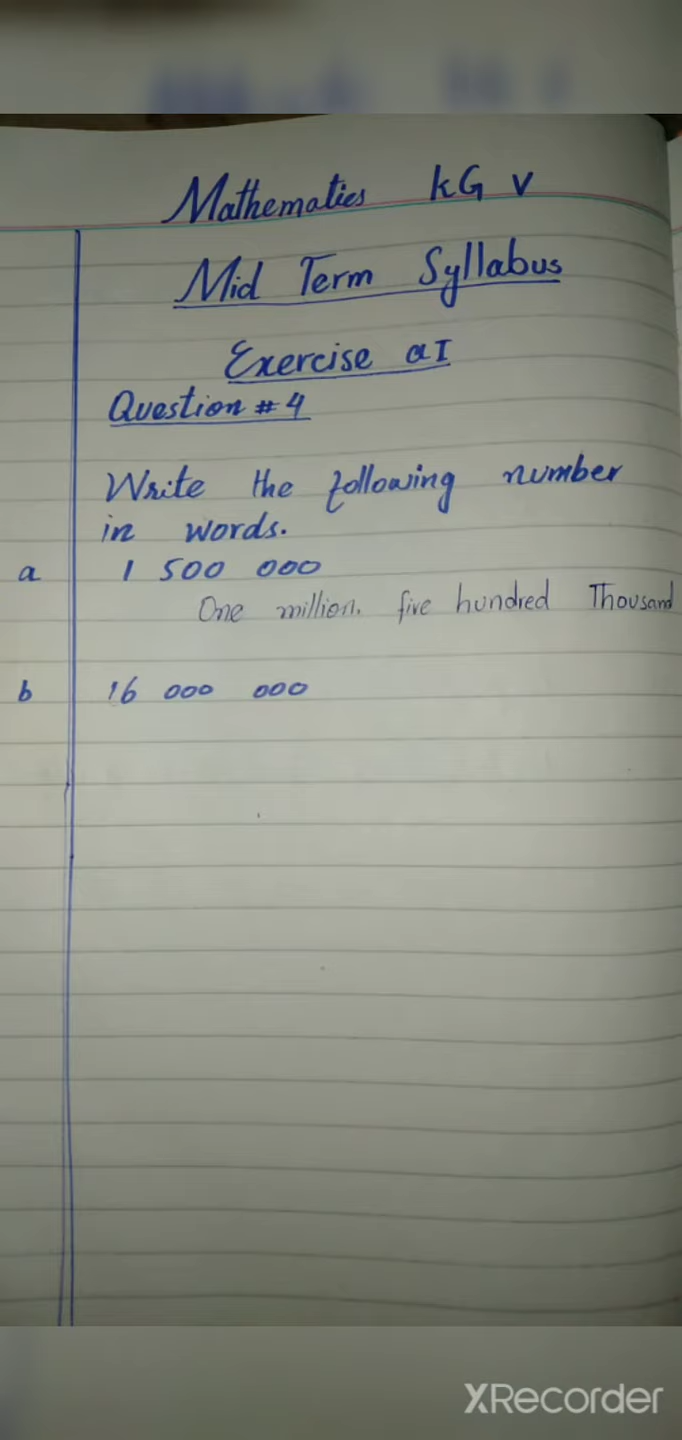 Mathematics KG V
Mid Term Syllabus
Exercise aI
Question # 4
Write the following number
in words.
a 1 500 000
One million. five hundred Thousand
b 16 000 000
XRecorder